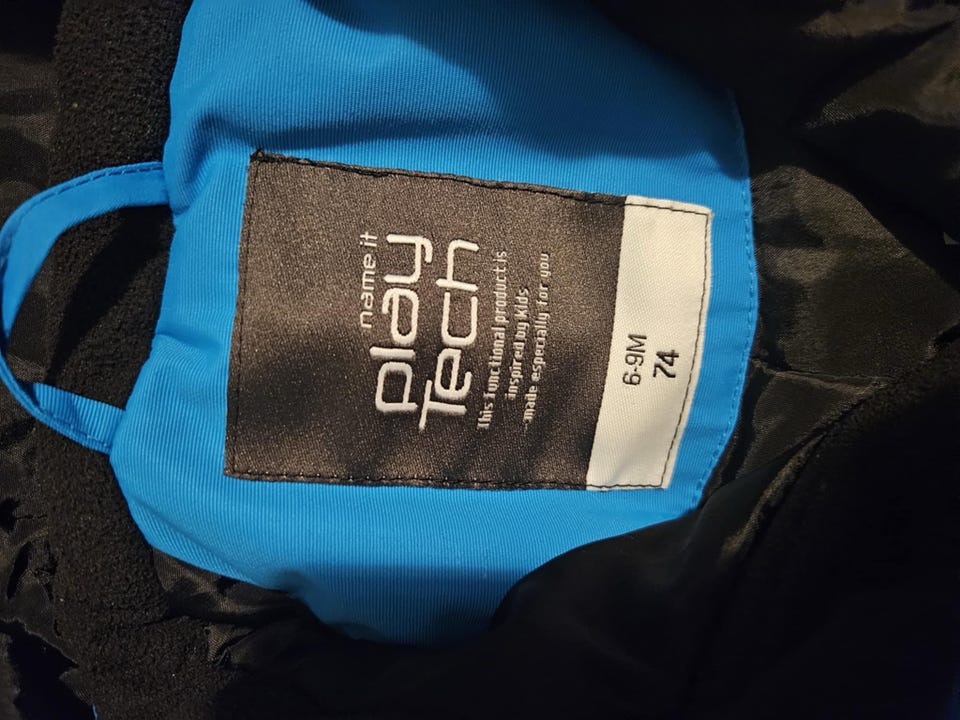 name it
play
Tech
This functional product is
inspired by kids
-made especially for you
6-9M
74